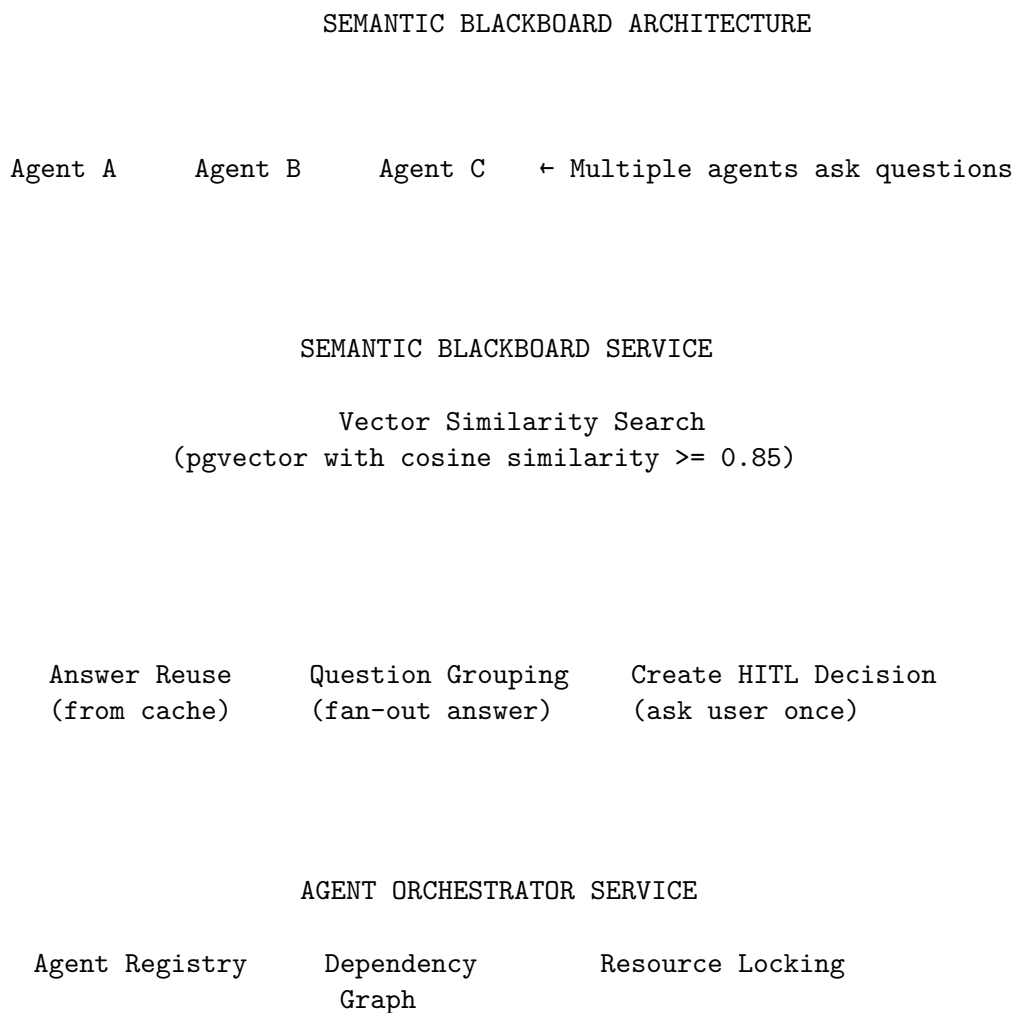 SEMANTIC BLACKBOARD ARCHITECTURE
Agent A Agent B Agent C ← Multiple agents ask questions
SEMANTIC BLACKBOARD SERVICE
Vector Similarity Search
(pgvector with cosine similarity >= 0.85)
Answer Reuse Question Grouping Create HITL Decision
(from cache) (fan-out answer) (ask user once)
AGENT ORCHESTRATOR SERVICE
Agent Registry Dependency Resource Locking
Graph